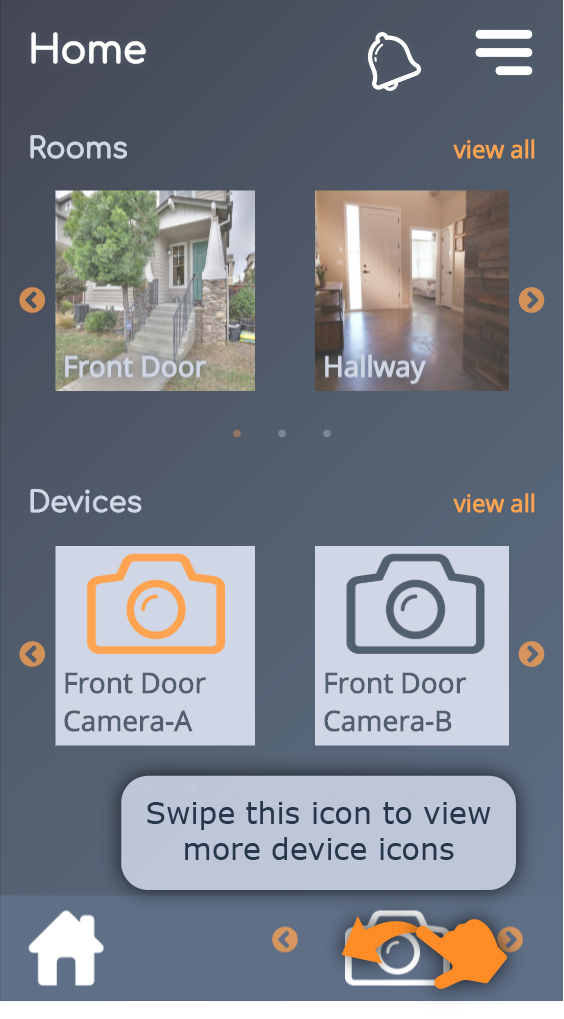 Home
Rooms
view all
Front Door
Hallway
Devices
view all
Front Door
Camera-A
Front Door
Camera-B
Swipe this icon to view
more device icons